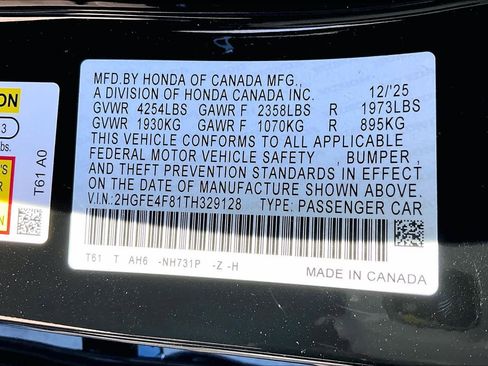 MFD.BY HONDA OF CANADA MFG.,
A DIVISION OF HONDA CANADA INC. 12/'25
GVWR 4254LBS GAWR F 2358LBS R 1973LBS
GVWR 1930KG GAWR F 1070KG R 895KG
THIS VEHICLE CONFORMS TO ALL APPLICABLE
FEDERAL MOTOR VEHICLE SAFETY , BUMPER ,
AND THEFT PREVENTION STANDARDS IN EFFECT
ON THE DATE OF MANUFACTURE SHOWN ABOVE.
V.I.N.: 2HGFE4F81TH329128 TYPE: PASSENGER CAR
T61 T AH6 -NH731P -Z -H
MADE IN CANADA
ION
3
bs.
T61 A0